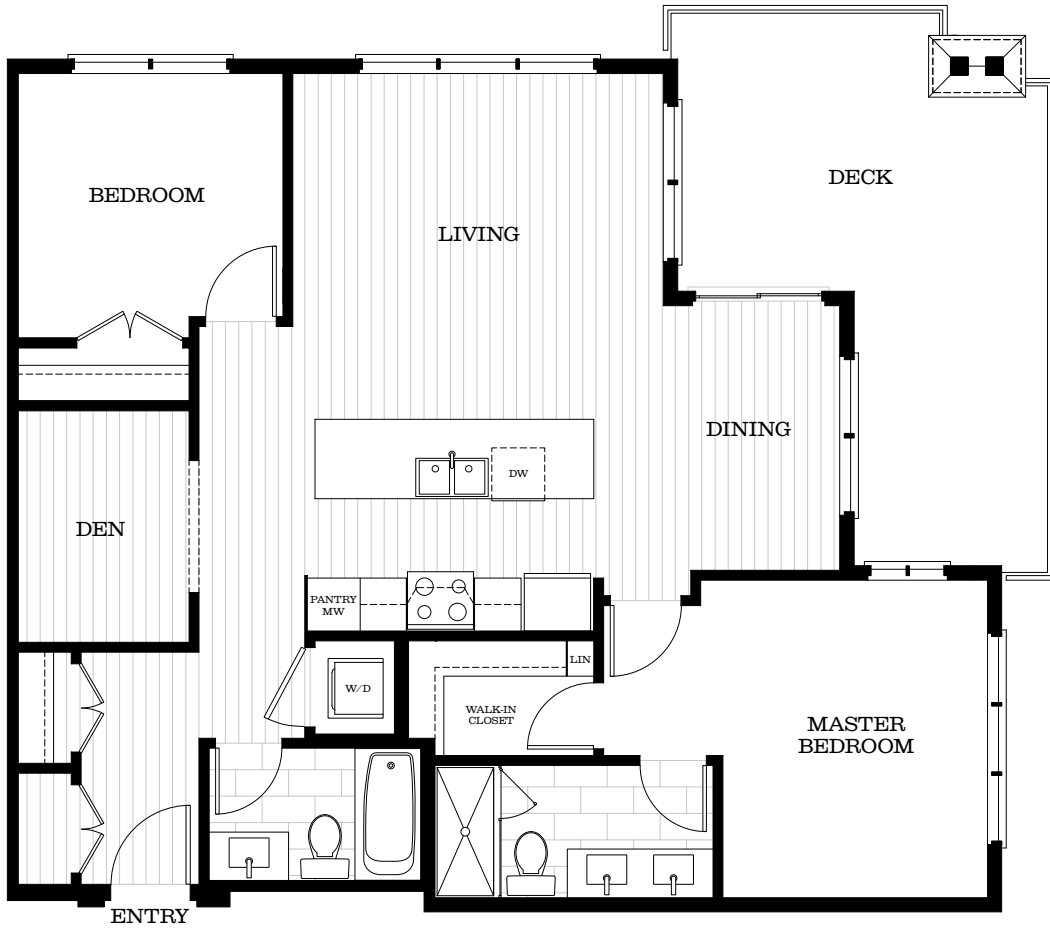 DECK
BEDROOM
LIVING
DINING
DW
DEN
PANTRY
MW
LIN
W/D
WALK-IN
CLOSET
MASTER
BEDROOM
ENTRY